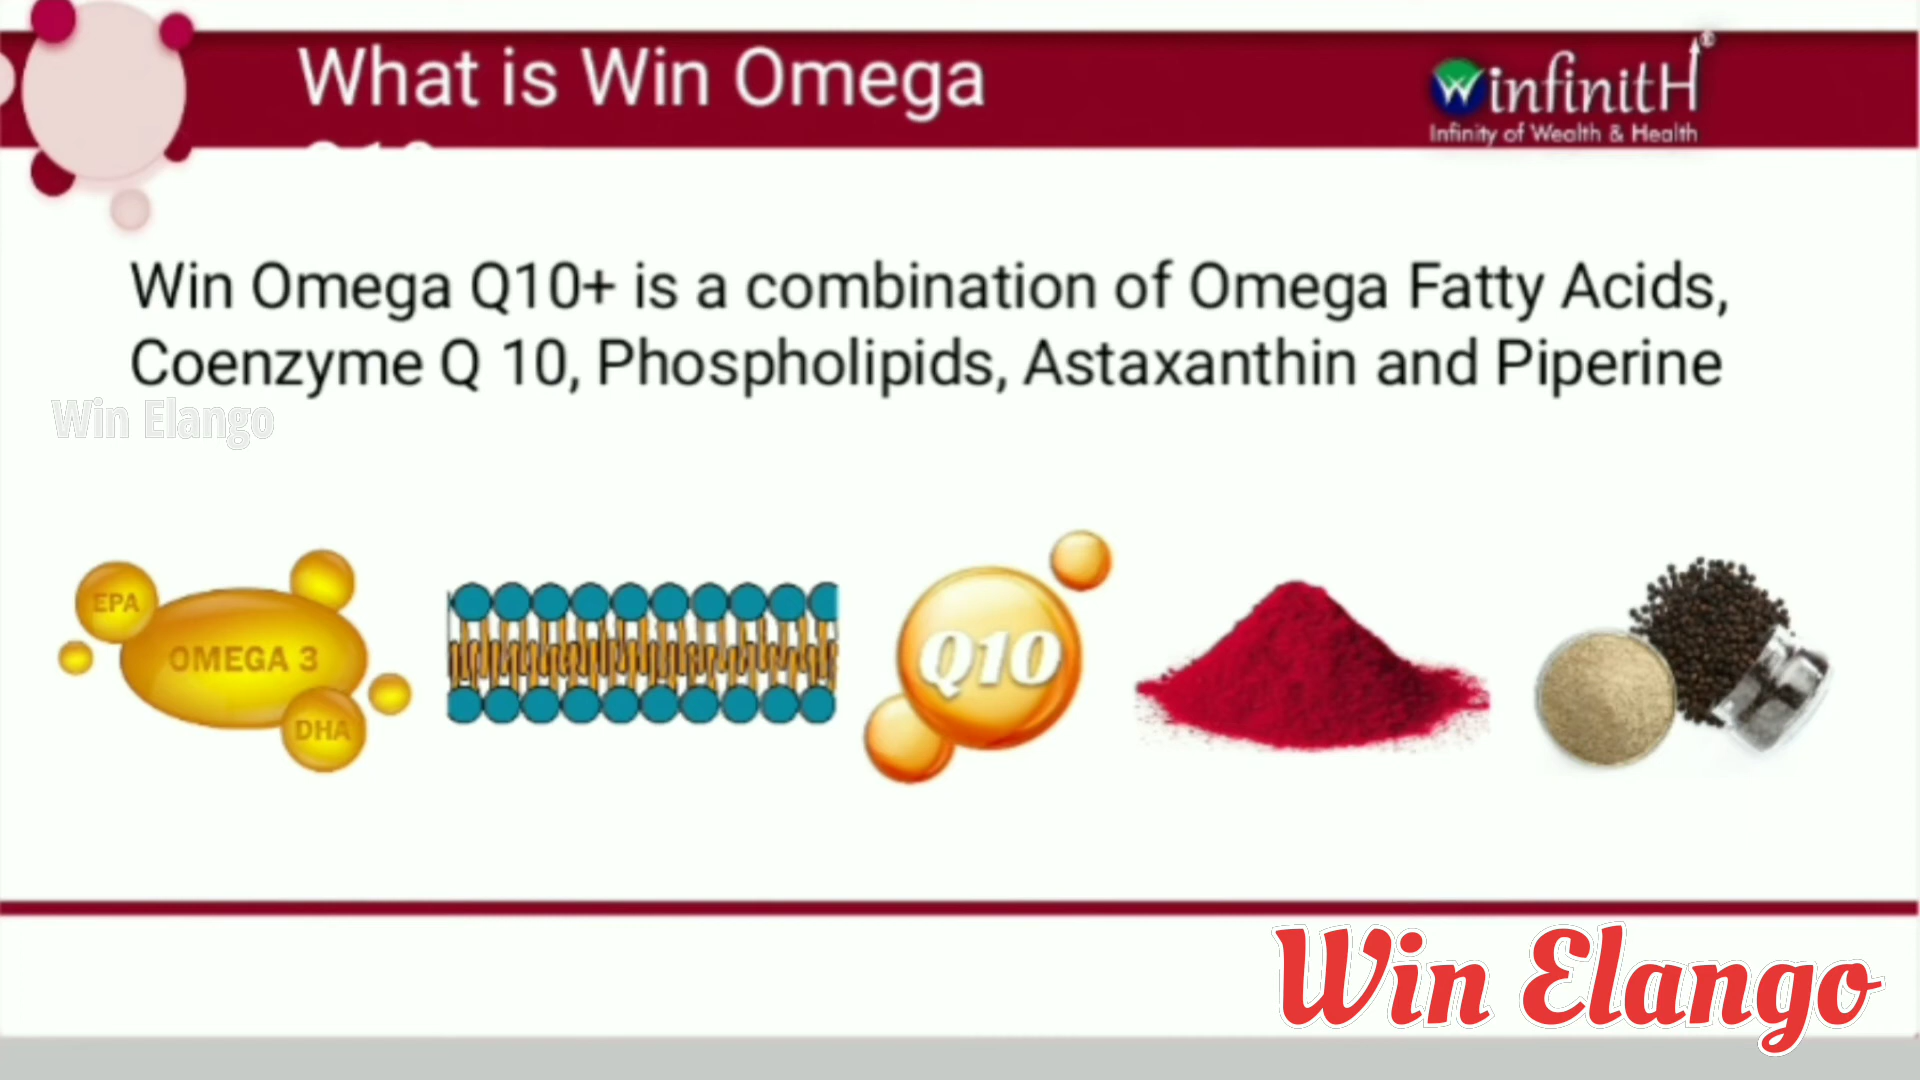 What is Win Omega
WinfinitH®
Infinity of Wealth & Health
Win Omega Q10+ is a combination of Omega Fatty Acids,
Coenzyme Q 10, Phospholipids, Astaxanthin and Piperine
Win Elango
EPA
OMEGA 3
DHA
Q10
Win Elango